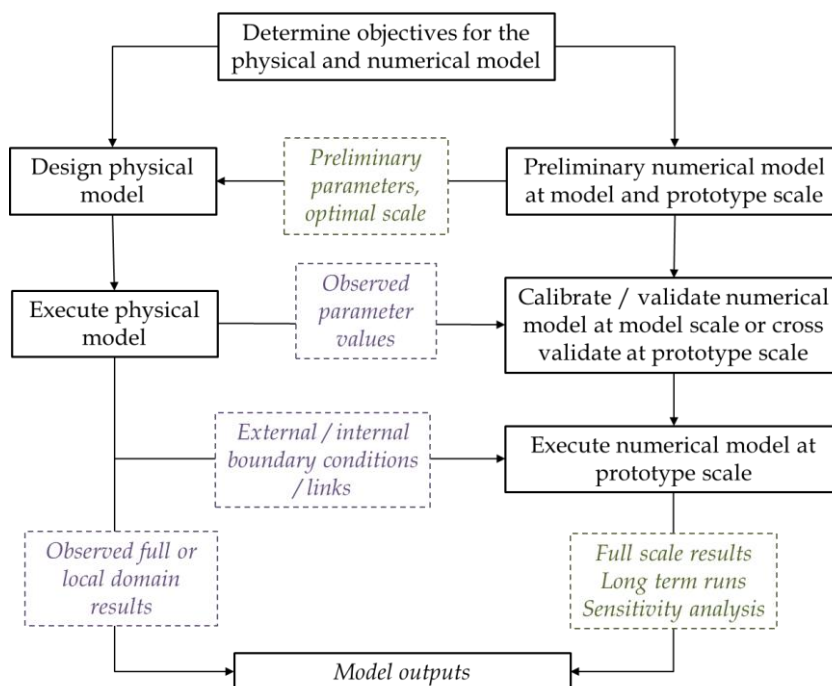 Determine objectives for the
physical and numerical model
Design physical
model
Preliminary
parameters,
optimal scale
Preliminary numerical model
at model and prototype scale
Execute physical
model
Observed
parameter
values
Calibrate / validate numerical
model at model scale or cross
validate at prototype scale
External / internal
boundary conditions
/ links
Execute numerical model at
prototype scale
Observed full or
local domain
results
Full scale results
Long term runs
Sensitivity analysis
Model outputs